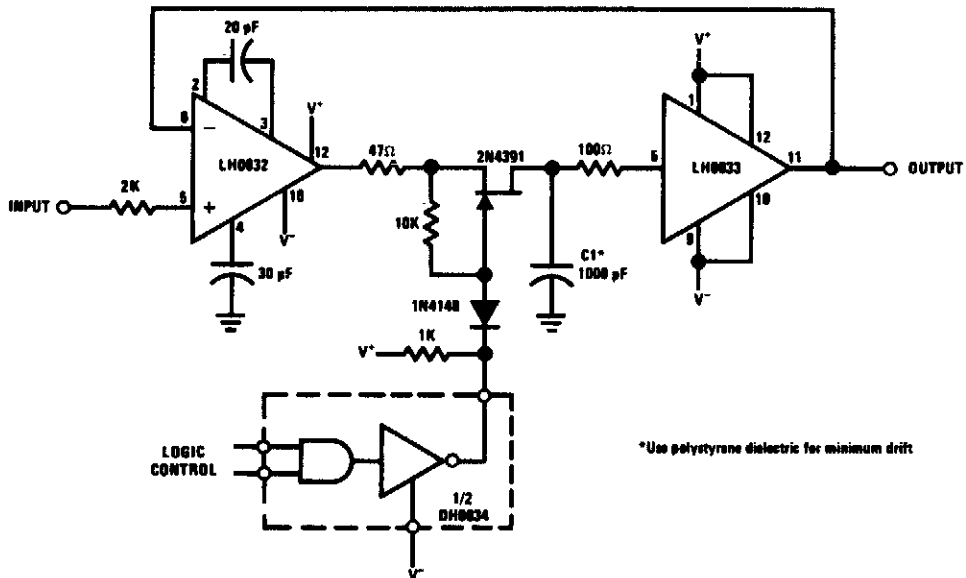 20 pF
2
V+
6
−
3
LH0032
12
INPUT
2K
5
+
10
4
V−
30 pF
47Ω
10K
2N4391
100Ω
C1*
1000 pF
V+
1
12
5
LH0033
11
OUTPUT
10
9
V−
1N4148
1K
V+
LOGIC
CONTROL
1/2
DH0034
V−
*Use polystyrene dielectric for minimum drift